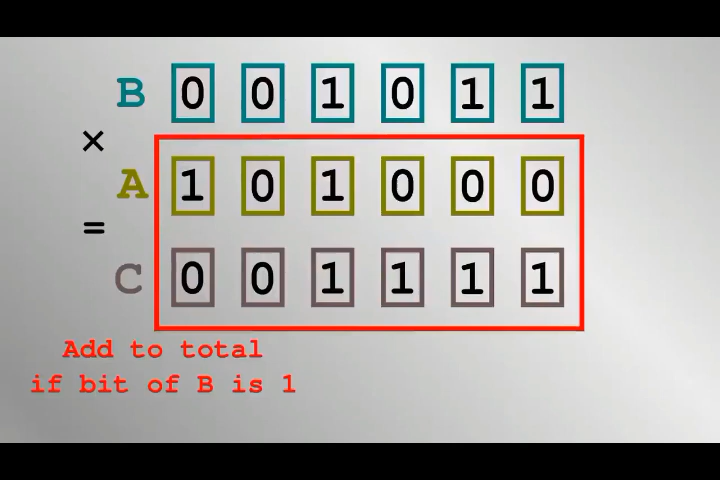 B 0 0 1 0 1 1
×
A 1 0 1 0 0 0
=
C 0 0 1 1 1 1
Add to total
if bit of B is 1